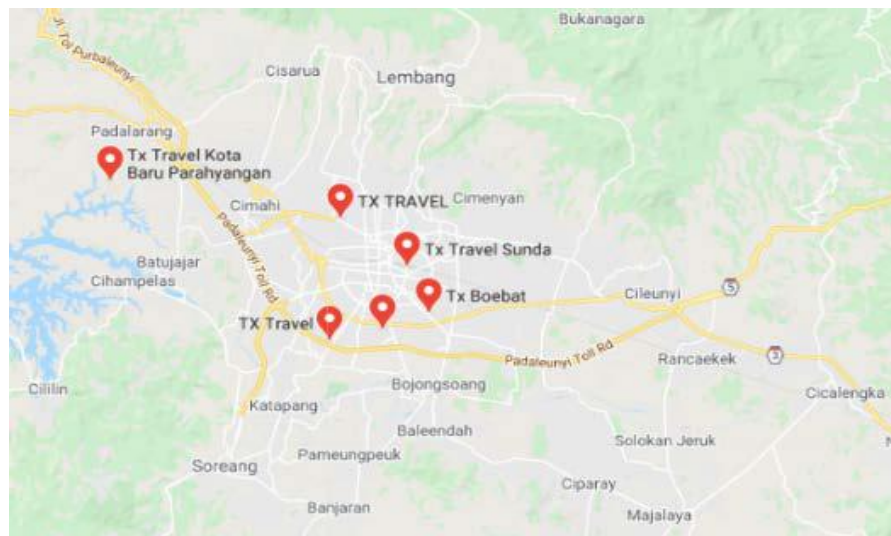 Bukanagara
Jl. Tol Purbaleunyi
Cisarua
Lembang
Padalarang
Tx Travel Kota
Baru Parahyangan
TX TRAVEL
Cimenyan
Cimahi
Tx Travel Sunda
Batujajar
Padaleunyi Toll Rd
Cihampelas
Tx Boebat
Cileunyi
5
TX Travel
Padaleunyi Toll Rd
Rancaekek
3
Cililin
Bojongsoang
Cicalengka
Katapang
Baleendah
Solokan Jeruk
N
Soreang
Pameungpeuk
Ciparay
Banjaran
Majalaya